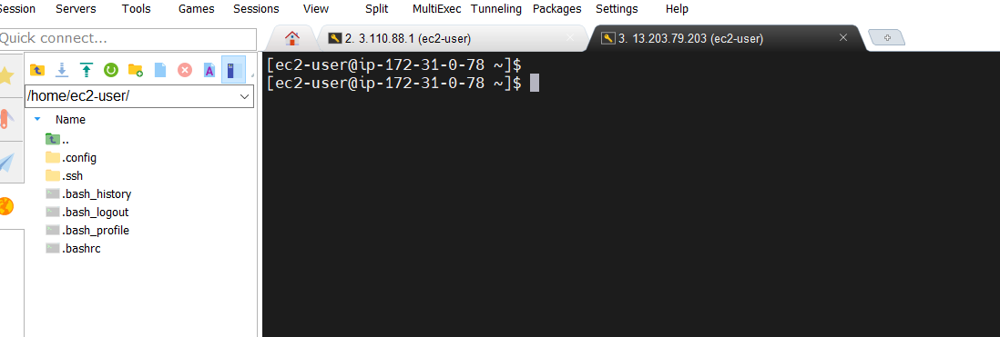 Session Servers Tools Games Sessions View Split MultiExec Tunneling Packages Settings Help
Quick connect...
2. 3.110.88.1 (ec2-user)
3. 13.203.79.203 (ec2-user)
/home/ec2-user/
Name
..
.config
.ssh
.bash_history
.bash_logout
.bash_profile
.bashrc
[ec2-user@ip-172-31-0-78 ~]$
[ec2-user@ip-172-31-0-78 ~]$